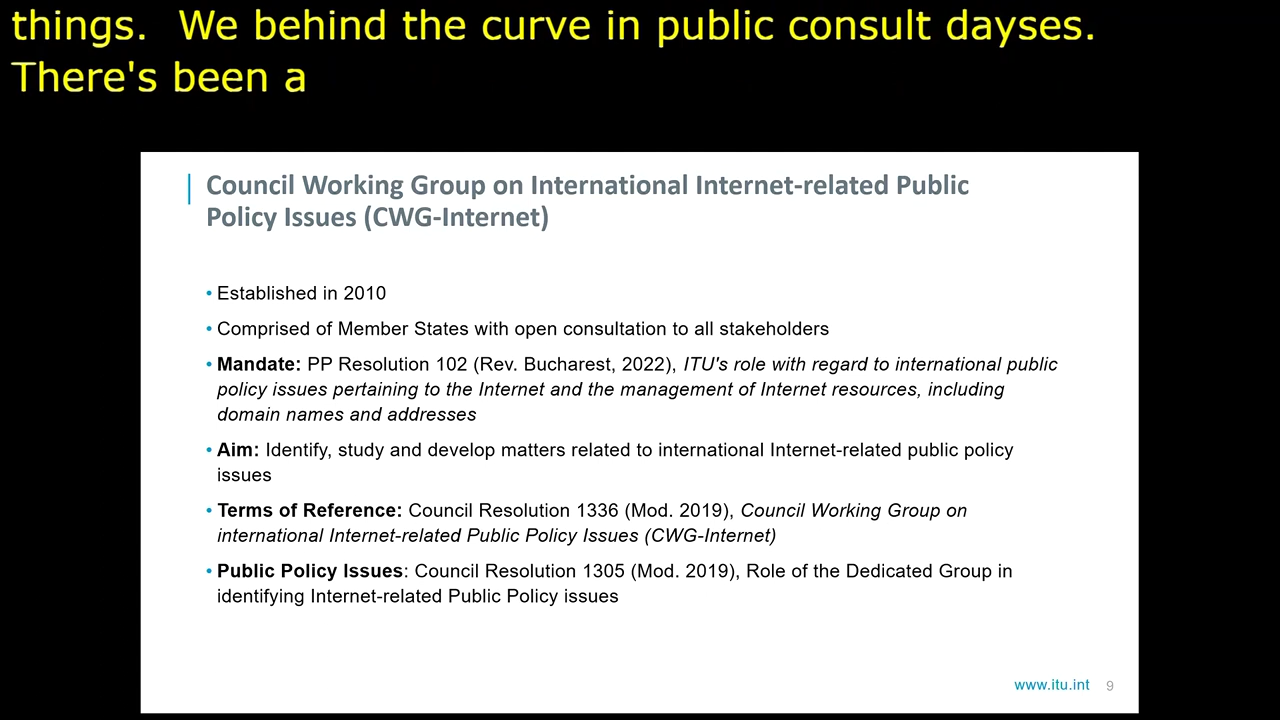 things.  We behind the curve in public consult dayses.
There's been a
Council Working Group on International Internet-related Public
Policy Issues (CWG-Internet)
• Established in 2010
• Comprised of Member States with open consultation to all stakeholders
• Mandate: PP Resolution 102 (Rev. Bucharest, 2022), ITU's role with regard to international public
policy issues pertaining to the Internet and the management of Internet resources, including
domain names and addresses
• Aim: Identify, study and develop matters related to international Internet-related public policy
issues
• Terms of Reference: Council Resolution 1336 (Mod. 2019), Council Working Group on
international Internet-related Public Policy Issues (CWG-Internet)
• Public Policy Issues: Council Resolution 1305 (Mod. 2019), Role of the Dedicated Group in
identifying Internet-related Public Policy issues
www.itu.int 9